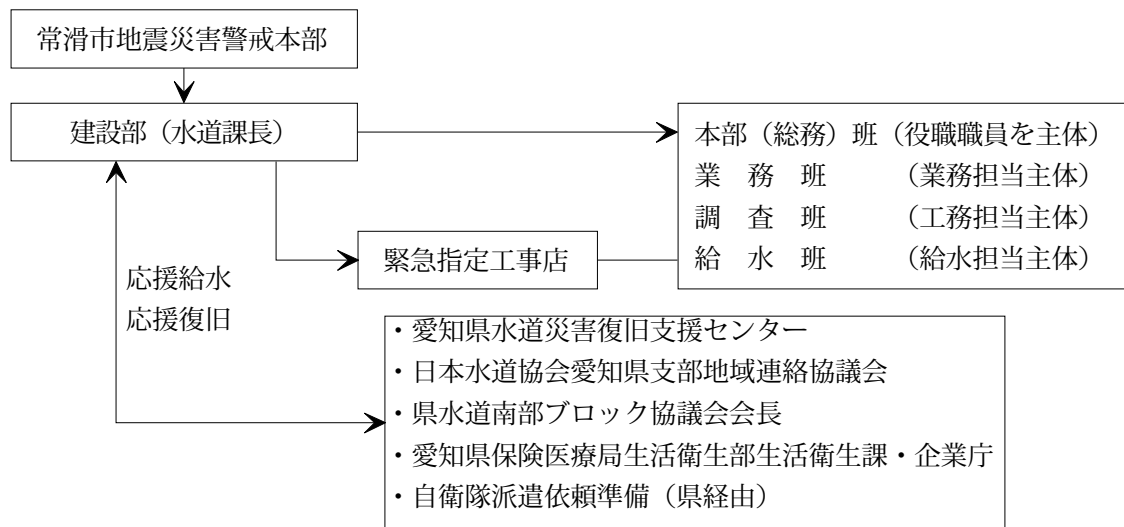 常滑市地震災害警戒本部
建設部（水道課長）
本部（総務）班（役職職員を主体）
業　務　班　　　（業務担当主体）
調　査　班　　　（工務担当主体）
給　水　班　　　（給水担当主体）
緊急指定工事店
応援給水
応援復旧
・愛知県水道災害復旧支援センター
・日本水道協会愛知県支部地域連絡協議会
・県水道南部ブロック協議会会長
・愛知県保険医療局生活衛生部生活衛生課・企業庁
・自衛隊派遣依頼準備（県経由）